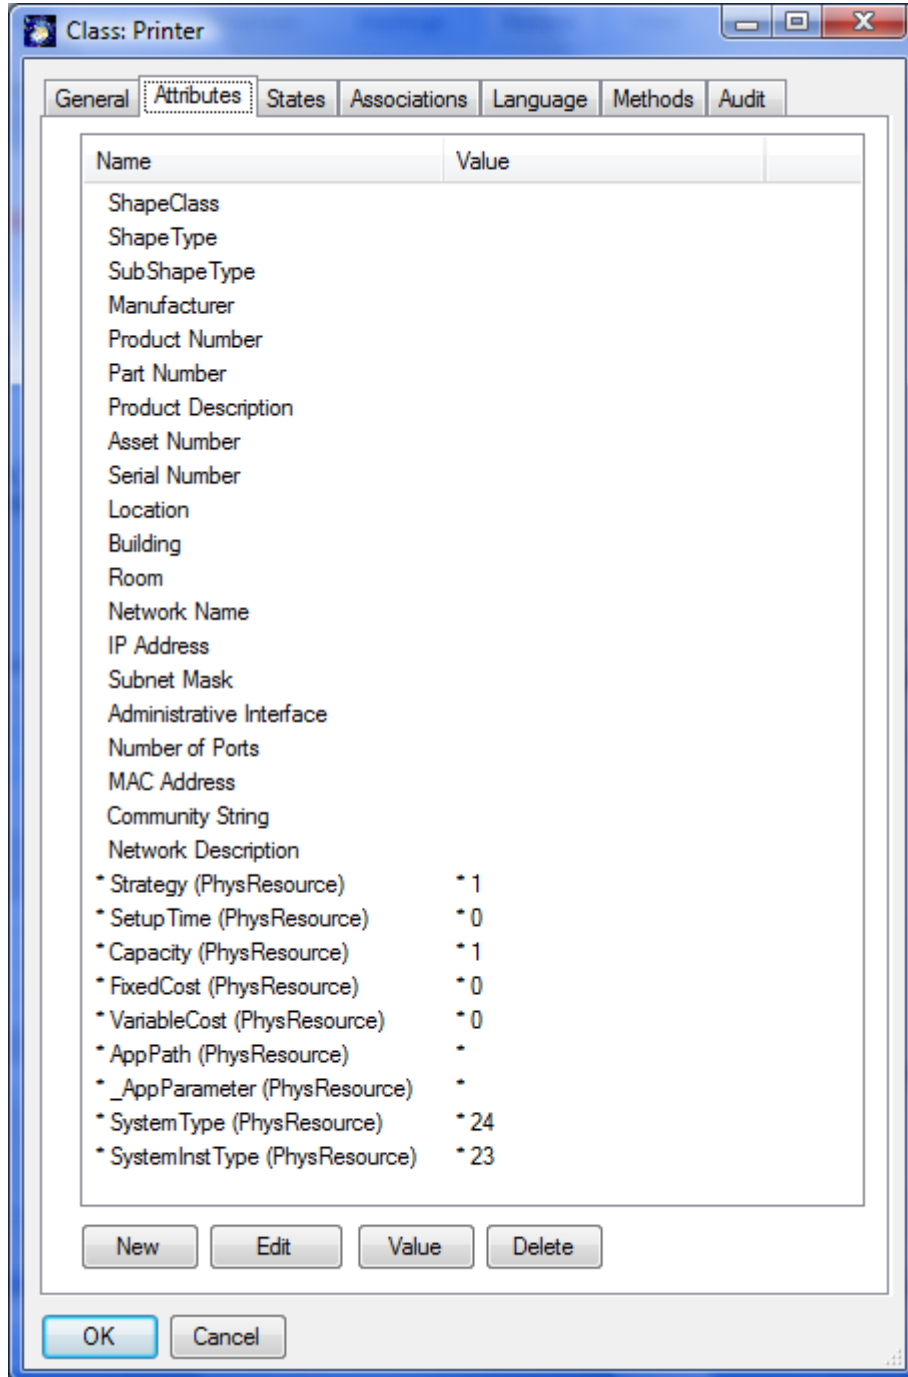 Class: Printer
General Attributes States Associations Language Methods Audit
Name Value
ShapeClass
ShapeType
SubShapeType
Manufacturer
Product Number
Part Number
Product Description
Asset Number
Serial Number
Location
Building
Room
Network Name
IP Address
Subnet Mask
Administrative Interface
Number of Ports
MAC Address
Community String
Network Description
* Strategy (PhysResource) * 1
* SetupTime (PhysResource) * 0
* Capacity (PhysResource) * 1
* FixedCost (PhysResource) * 0
* VariableCost (PhysResource) * 0
* AppPath (PhysResource) *
* _AppParameter (PhysResource) *
* SystemType (PhysResource) * 24
* SystemInstType (PhysResource) * 23
New Edit Value Delete
OK Cancel